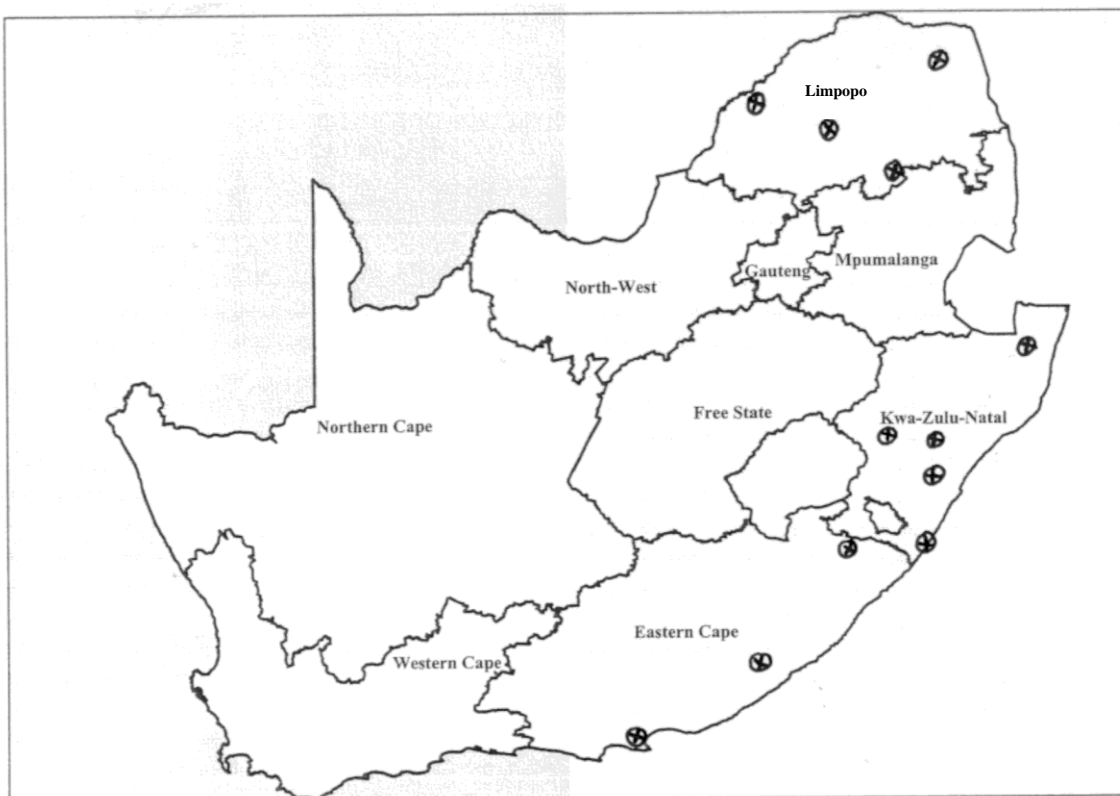 Limpopo
Mpumalanga
Gauteng
North-West
Free State
Kwa-Zulu-Natal
Northern Cape
Eastern Cape
Western Cape